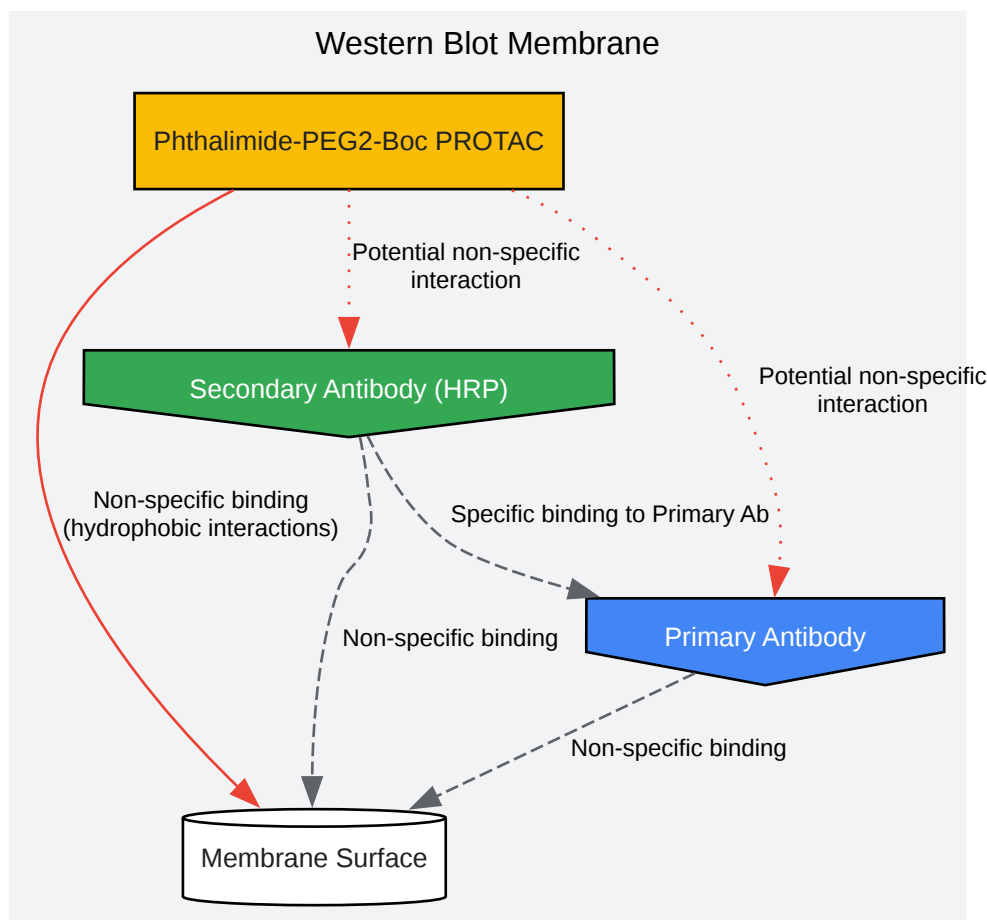 Western Blot Membrane
Phthalimide-PEG2-Boc PROTAC
Potential non-specific
interaction
Secondary Antibody (HRP)
Potential non-specific
interaction
Non-specific binding
(hydrophobic interactions)
Specific binding to Primary Ab
Non-specific binding
Primary Antibody
Non-specific binding
Membrane Surface